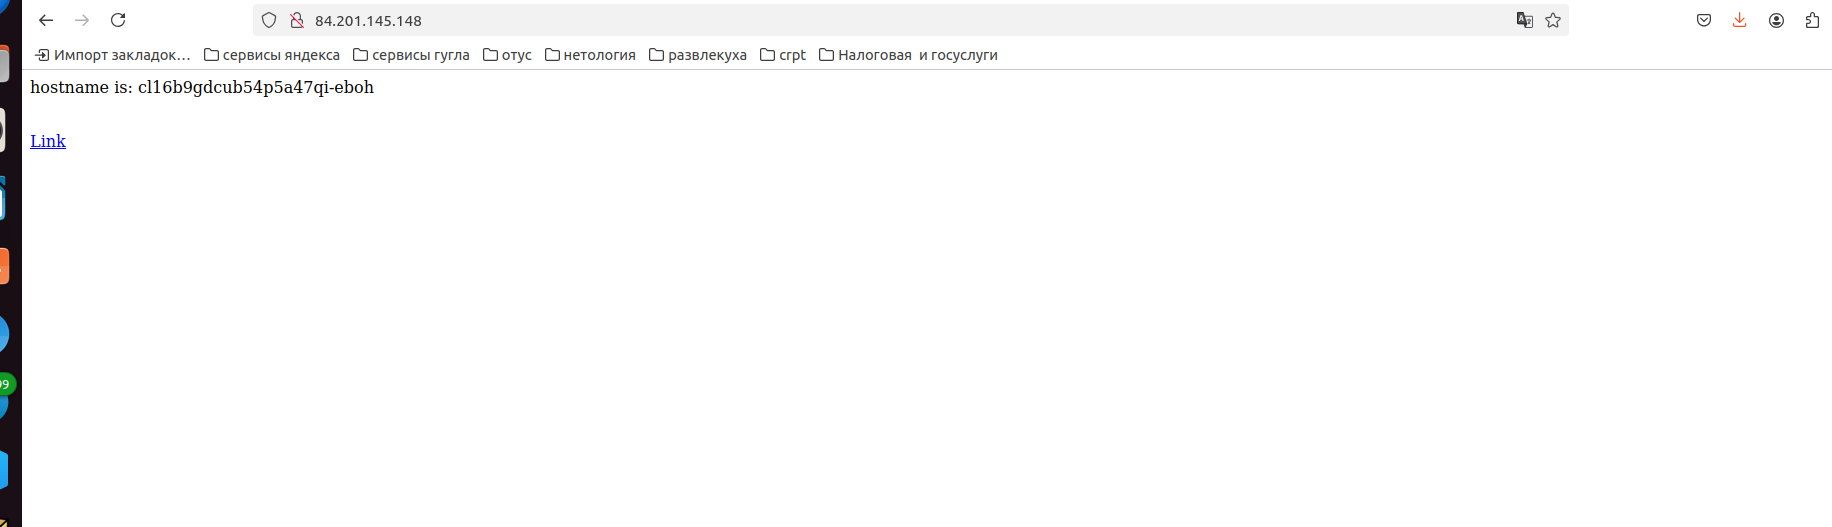 84.201.145.148
Импорт закладок… сервисы яндекса сервисы гугла отус нетология развлекуха crpt Налоговая и госуслуги
hostname is: cl16b9gdcub54p5a47qi-eboh
Link